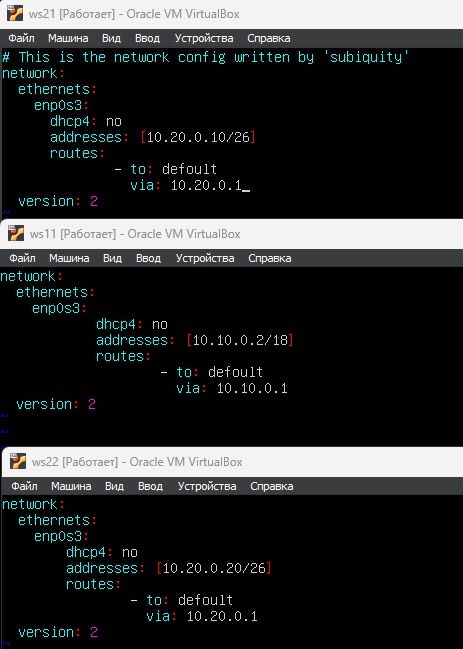 ws21 [Работает] - Oracle VM VirtualBox
Файл Машина Вид Ввод Устройства Справка
# This is the network config written by 'subiquity'
network:
  ethernets:
    enp0s3:
      dhcp4: no
      addresses: [10.20.0.10/26]
      routes:
              - to: defoult
                via: 10.20.0.1_
  version: 2
~
ws11 [Работает] - Oracle VM VirtualBox
Файл Машина Вид Ввод Устройства Справка
network:
  ethernets:
    enp0s3:
            dhcp4: no
            addresses: [10.10.0.2/18]
            routes:
                    - to: defoult
                      via: 10.10.0.1
  version: 2
~
~
~
ws22 [Работает] - Oracle VM VirtualBox
Файл Машина Вид Ввод Устройства Справка
network:
  ethernets:
    enp0s3:
        dhcp4: no
        addresses: [10.20.0.20/26]
        routes:
                - to: defoult
                  via: 10.20.0.1
  version: 2
~